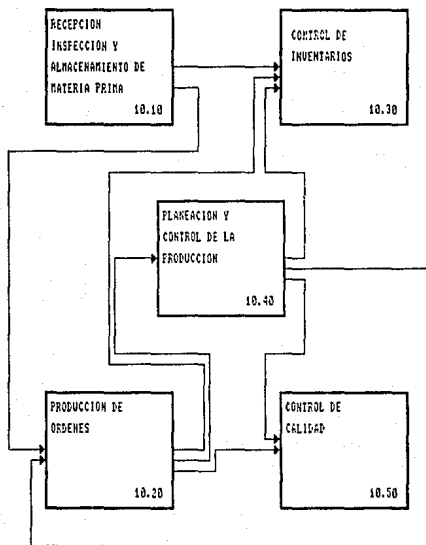 RECEPCION
INSPECCIÓN Y
ALMACENAMIENTO DE
MATERIA PRIMA
10.10
CONTROL DE
INVENTARIOS
10.30
PLANEACION Y
CONTROL DE LA
PRODUCCION
10.40
PRODUCCION DE
ORDENES
10.20
CONTROL DE
CALIDAD
10.50